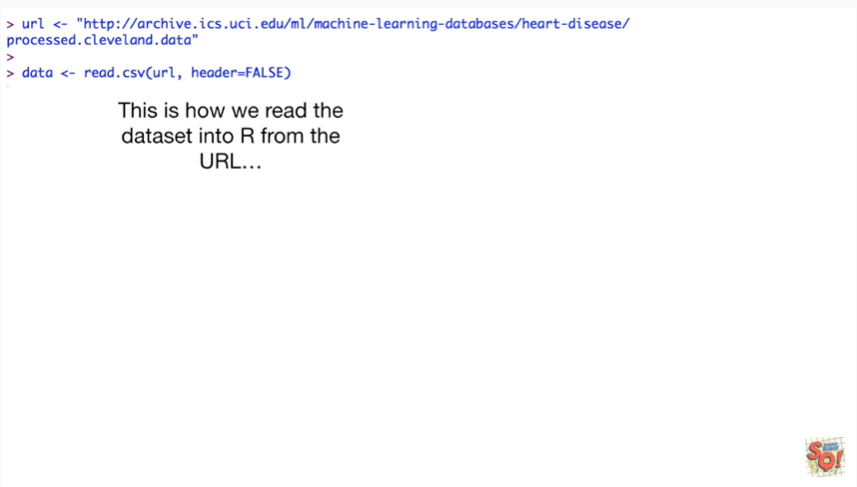 > url <- "http://archive.ics.uci.edu/ml/machine-learning-databases/heart-disease/
processed.cleveland.data"
>
> data <- read.csv(url, header=FALSE)
This is how we read the
dataset into R from the
URL...
SQ!